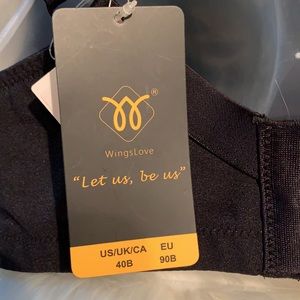 ®
WingsLove
"Let us, be us"
US/UK/CA EU
40B 90B